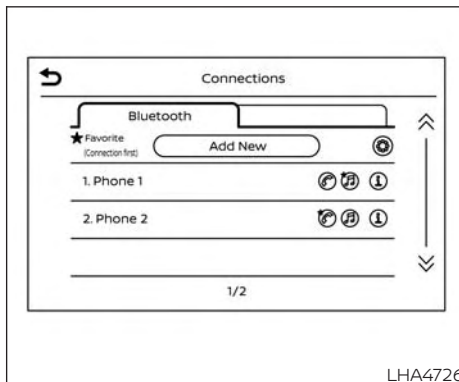 Connections
Bluetooth
★Favorite
(Connection first)
Add New
1. Phone 1
2. Phone 2
1/2
LHA4726